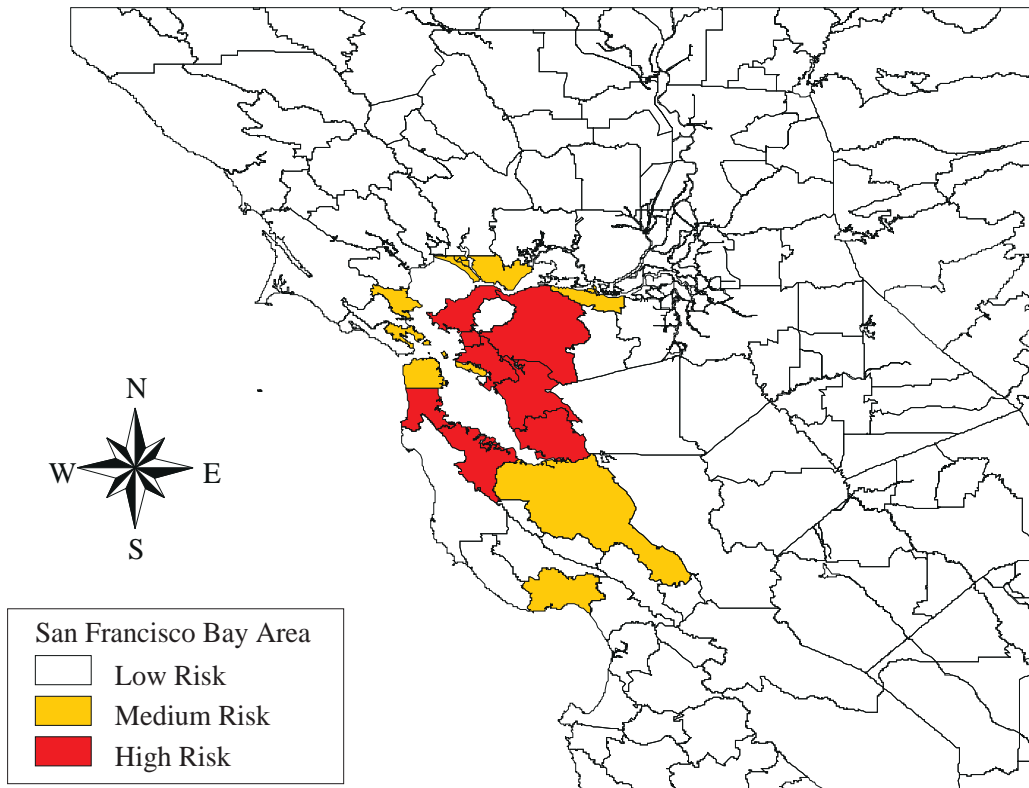 N
W E
S
San Francisco Bay Area
Low Risk
Medium Risk
High Risk